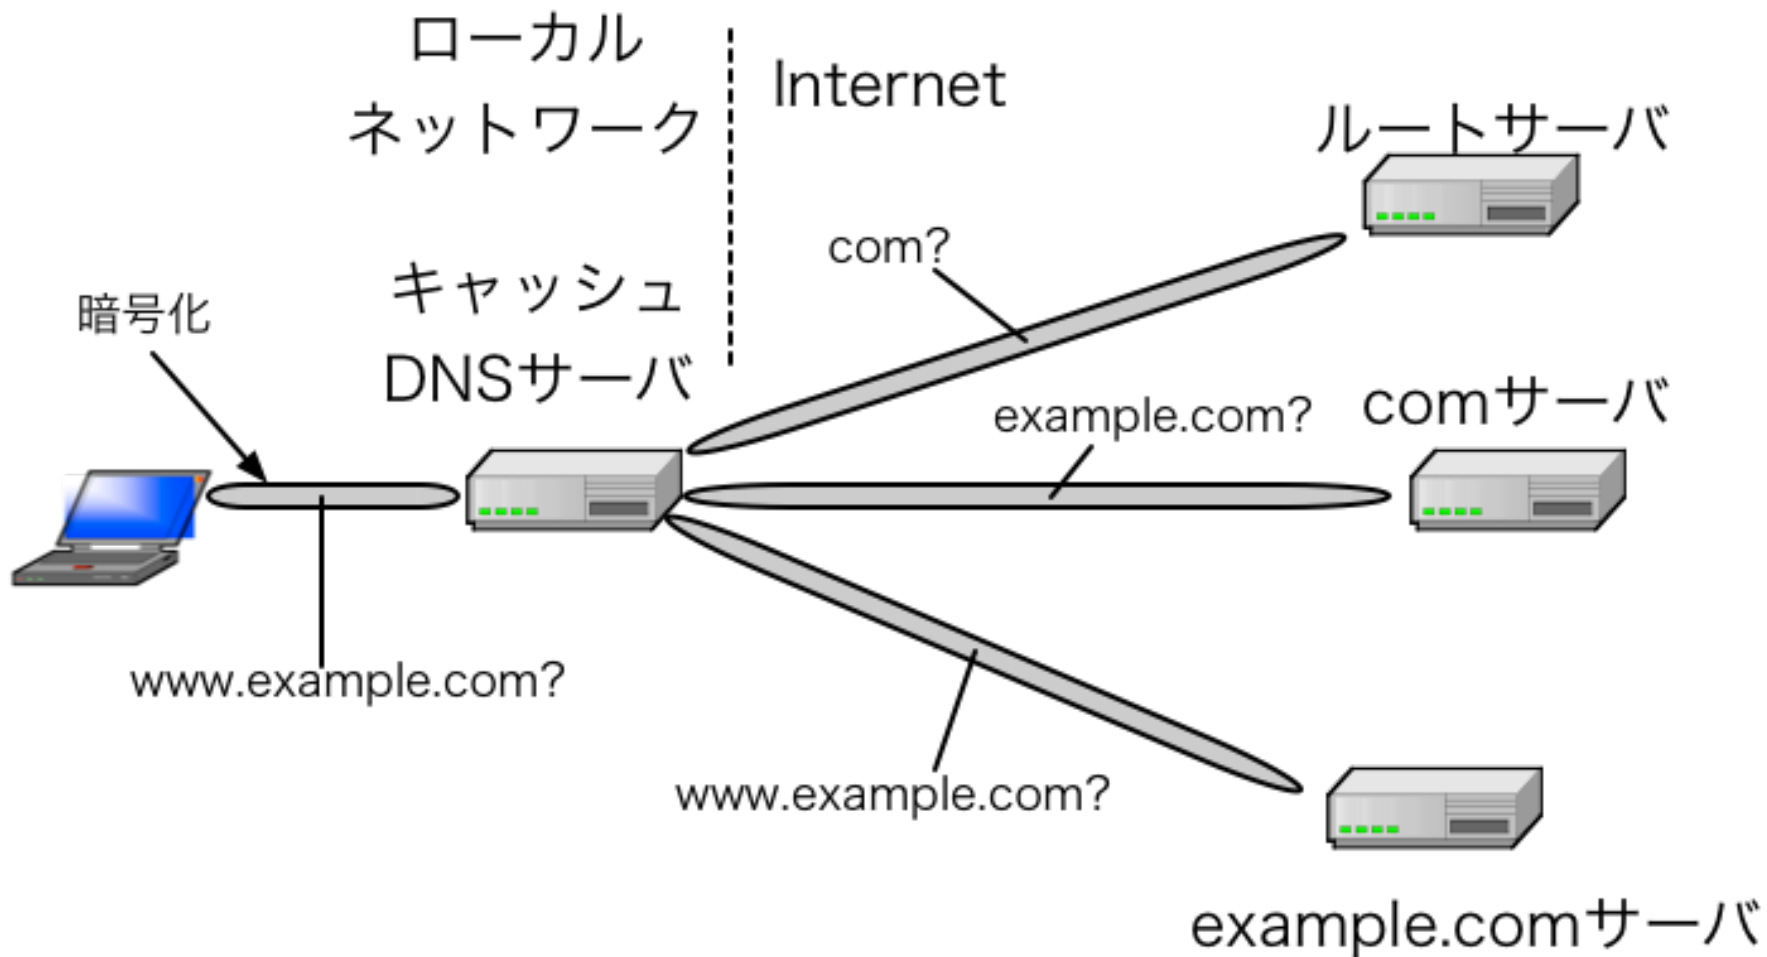 ローカル
ネットワーク
Internet
ルートサーバ
com?
キャッシュ
DNSサーバ
暗号化
example.com?
comサーバ
www.example.com?
www.example.com?
example.comサーバ